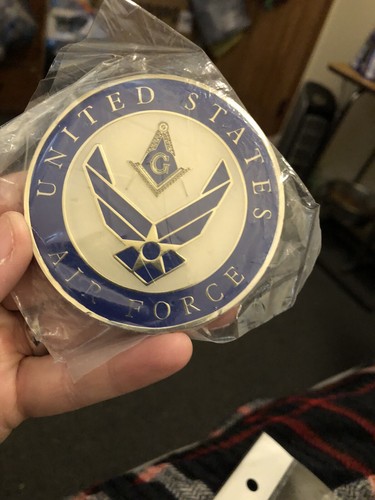 UNITED STATES
G
AIR FORCE